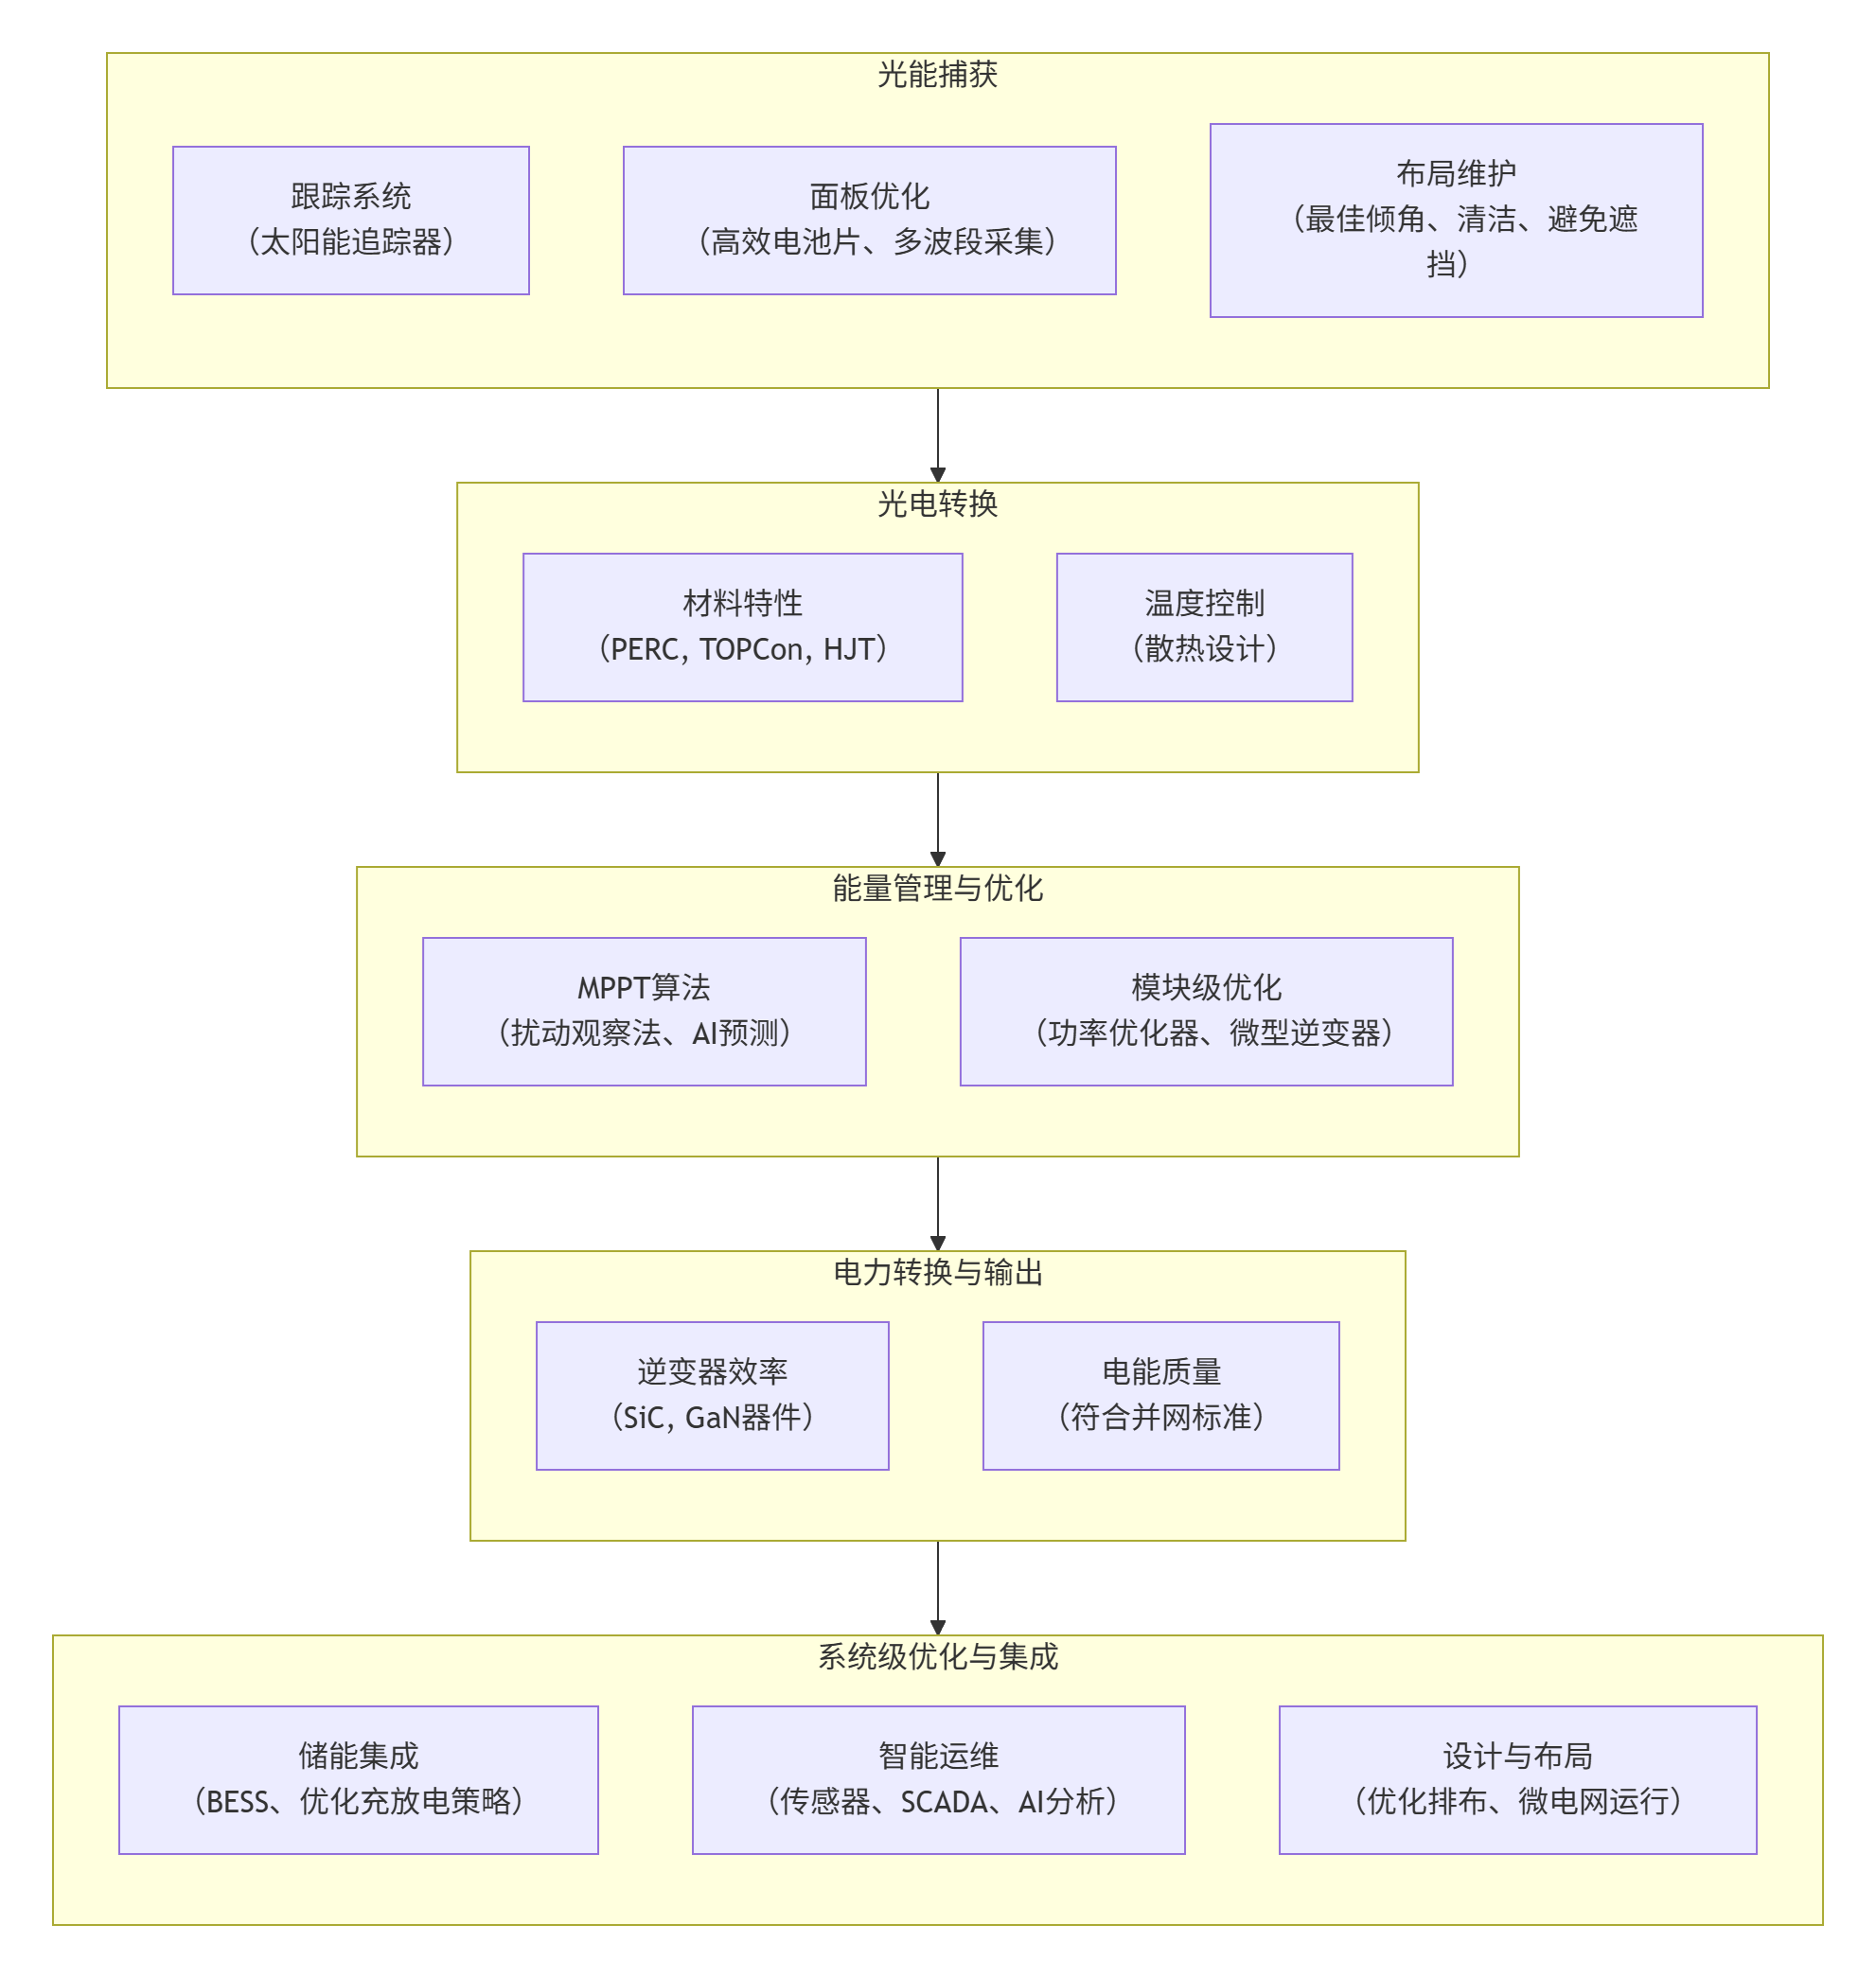 光能捕获
跟踪系统
（太阳能追踪器）
面板优化
（高效电池片、多波段采集）
布局维护
（最佳倾角、清洁、避免遮
挡）
光电转换
材料特性
（PERC, TOPCon, HJT）
温度控制
（散热设计）
能量管理与优化
MPPT算法
（扰动观察法、AI预测）
模块级优化
（功率优化器、微型逆变器）
电力转换与输出
逆变器效率
（SiC, GaN器件）
电能质量
（符合并网标准）
系统级优化与集成
储能集成
（BESS、优化充放电策略）
智能运维
（传感器、SCADA、AI分析）
设计与布局
（优化排布、微电网运行）